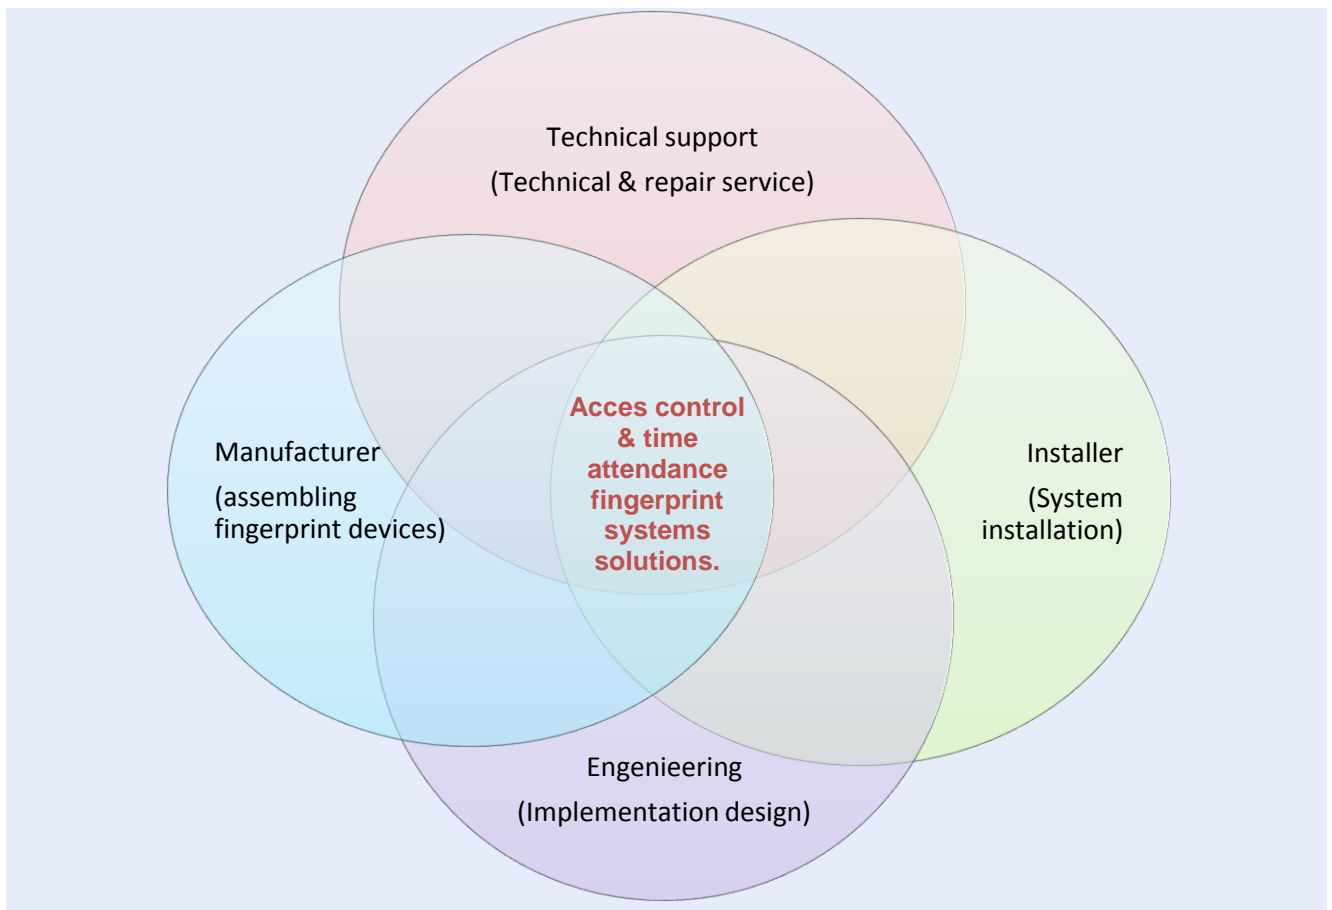 Technical support
(Technical & repair service)
Manufacturer
(assembling
fingerprint devices)
Acces control
& time
attendance
fingerprint
systems
solutions.
Installer
(System
installation)
Engenieering
(Implementation design)